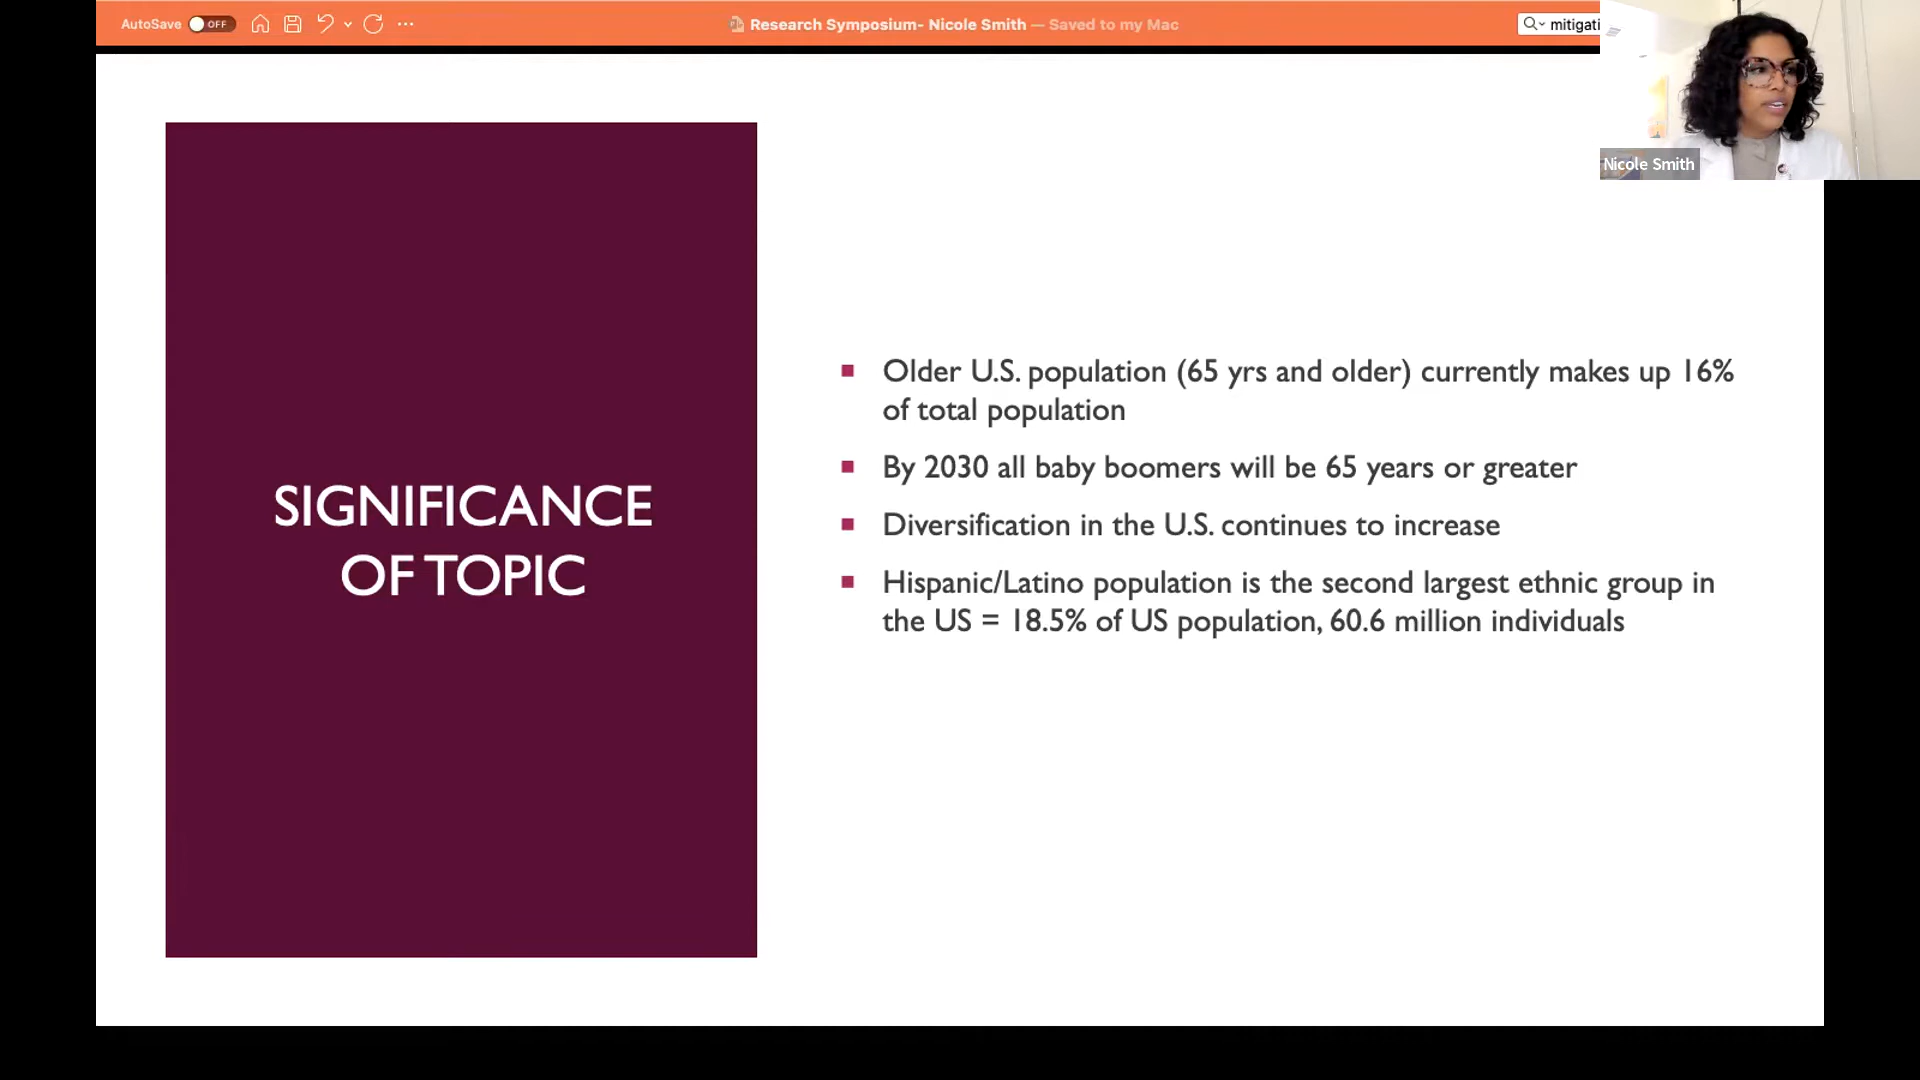 AutoSave OFF
Research Symposium- Nicole Smith — Saved to my Mac
mitigati
Nicole Smith
SIGNIFICANCE
OF TOPIC
Older U.S. population (65 yrs and older) currently makes up 16%
of total population
By 2030 all baby boomers will be 65 years or greater
Diversification in the U.S. continues to increase
Hispanic/Latino population is the second largest ethnic group in
the US = 18.5% of US population, 60.6 million individuals